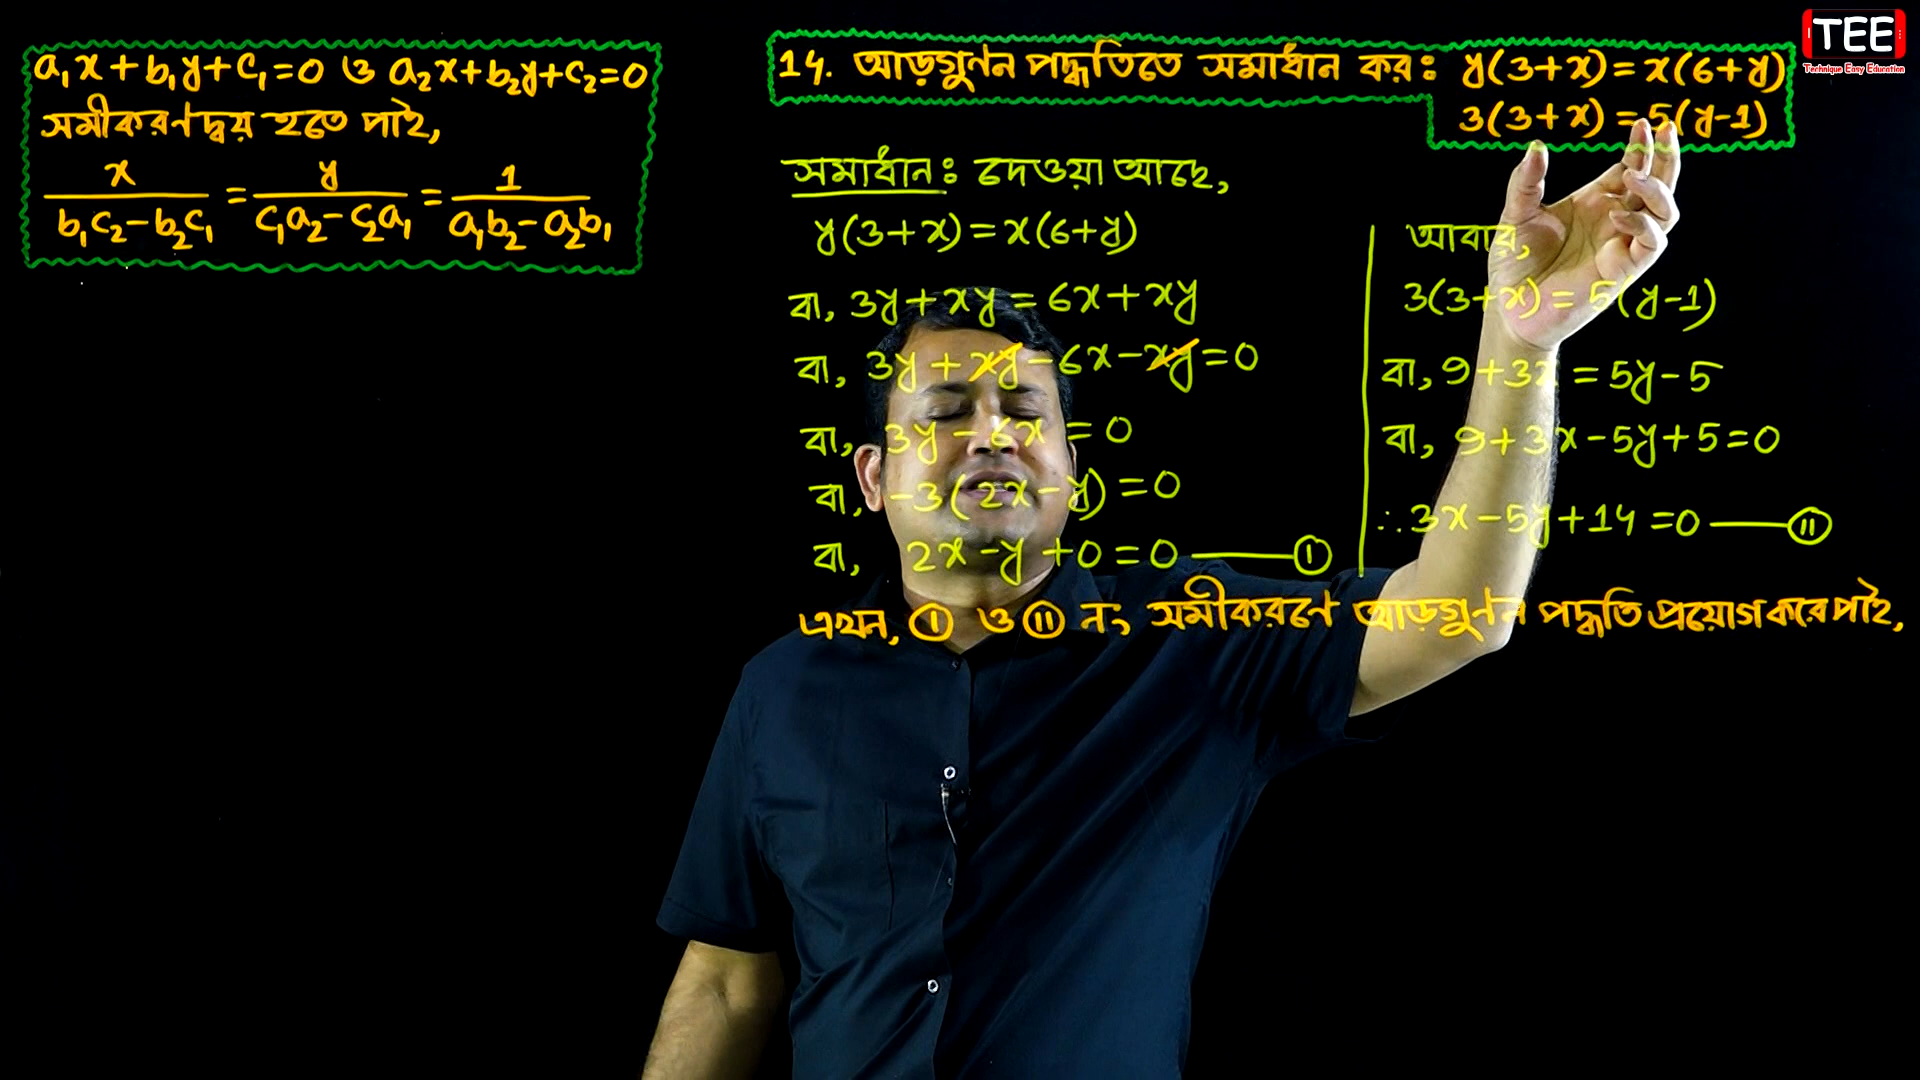 TEE
Technique Easy Education
a₁x+b₁y+c₁=0 ও a₂x+b₂y+c₂=0
সমীকরণদ্বয় হতে পাই,
x/(b₁c₂-b₂c₁) = y/(c₁a₂-c₂a₁) = 1/(a₁b₂-a₂b₁)
14. আড়গুণন পদ্ধতিতে সমাধান কর: y(3+x)=x(6+y)
3(3+x)=5(y-1)
সমাধান: দেওয়া আছে,
y(3+x)=x(6+y)
বা, 3y+xy=6x+xy
বা, 3y+xy-6x-xy=0
বা, 3y-6x=0
বা, -3(2x-y)=0
বা, 2x-y+0=0 —— (i)
আবার,
3(3+x)=5(y-1)
বা, 9+3x=5y-5
বা, 9+3x-5y+5=0
∴ 3x-5y+14=0 —— (ii)
এখন, (i) ও (ii) নং সমীকরণে আড়গুণন পদ্ধতি প্রয়োগ করে পাই,